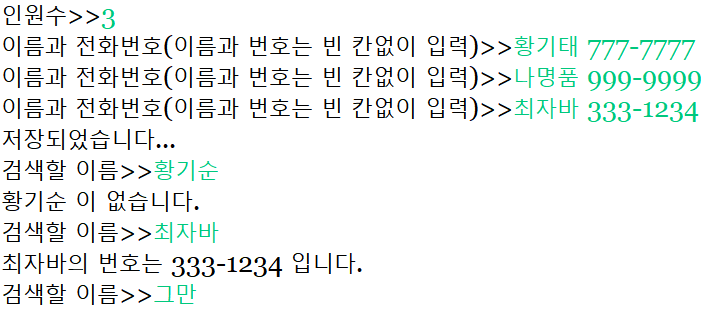 인원수>>3
이름과 전화번호(이름과 번호는 빈 칸없이 입력)>>황기태 777-7777
이름과 전화번호(이름과 번호는 빈 칸없이 입력)>>나명품 999-9999
이름과 전화번호(이름과 번호는 빈 칸없이 입력)>>최자바 333-1234
저장되었습니다...
검색할 이름>>황기순
황기순 이 없습니다.
검색할 이름>>최자바
최자바의 번호는 333-1234 입니다.
검색할 이름>>그만